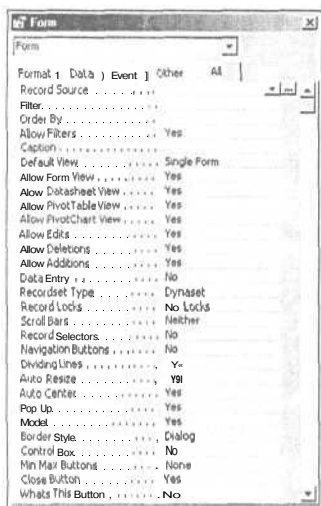 Form
Form
Format 1 Data ) Event ] Other All
Record Source . . . . . .
Filter. . . . . . . . . . . . . . .
Order By. . . . . . . . . . . .
Allow Filters . . . . . . . . . . Yes
Caption . . . . . . . . . . . . .
Default View . . . . . . . . . Single Form
Allow Form View . . . . . . . Yes
Alow Datasheet View . . . . . Yes
Allow PivotTable View . . . . Yes
Allow PivotChart View . . . . Yes
Allow Edits . . . . . . . . . . Yes
Allow Deletions . . . . . . . . Yes
Allow Additions . . . . . . . . Yes
Data Entry . . . . . . . . . . No
Recordset Type . . . . . . Dynaset
Record Locks . . . . . . . No Locks
Scroll Bars . . . . . . . . . Neither
Record Selectors. . . . . . . No
Navigation Buttons . . . . . . No
Dividing Lines . . . . . . . , Y«
Auto Resize . . . . . . . . . Y9I
Auto Center . . . . . . . . . Yes
Pop Up. . . . . . . . . . . . . Yes
Model. . . . . . . . . . . . . . Yes
Border Style. . . . . . . . . , Dialog
Control Box. . . . . . . . . . No
Min Max Buttons . . . . . . None
Close Button . . . . . . . . . Yes
Whats This Button , . . . . . . No